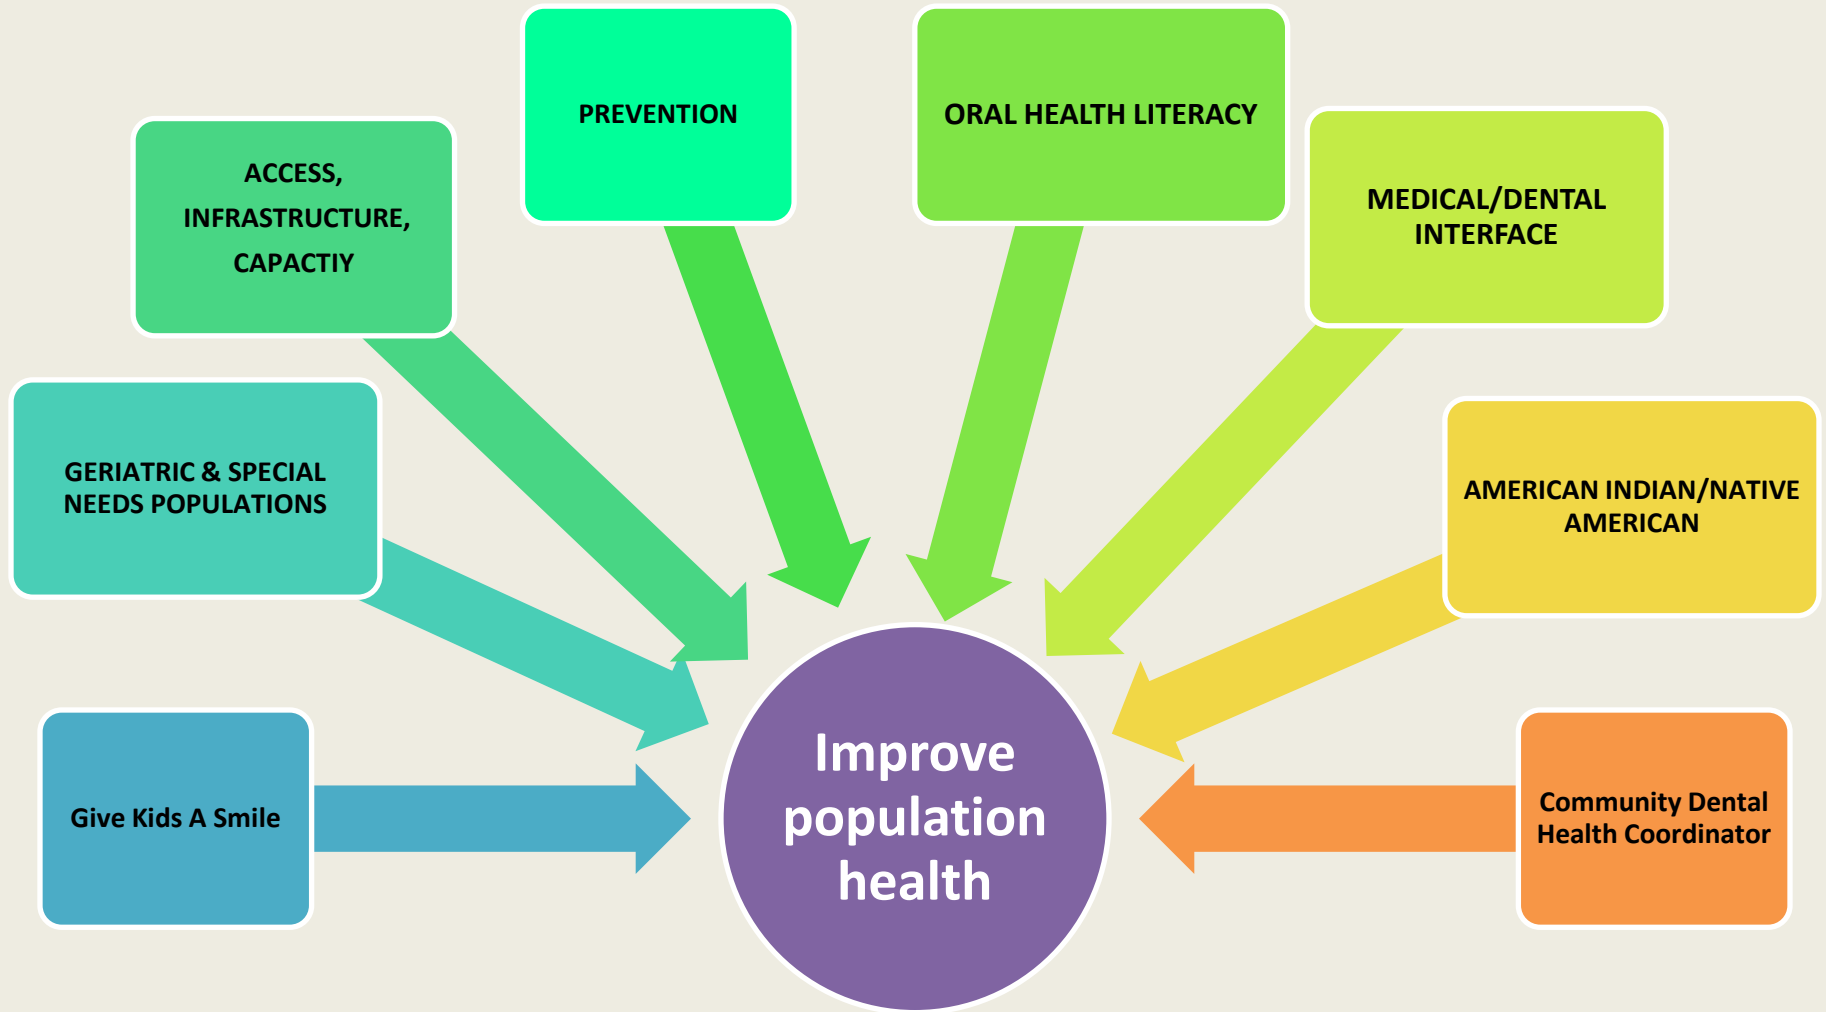 PREVENTION
ORAL HEALTH LITERACY
ACCESS,
INFRASTRUCTURE,
CAPACTIY
MEDICAL/DENTAL
INTERFACE
GERIATRIC & SPECIAL
NEEDS POPULATIONS
AMERICAN INDIAN/NATIVE
AMERICAN
Give Kids A Smile
Improve
population
health
Community Dental
Health Coordinator